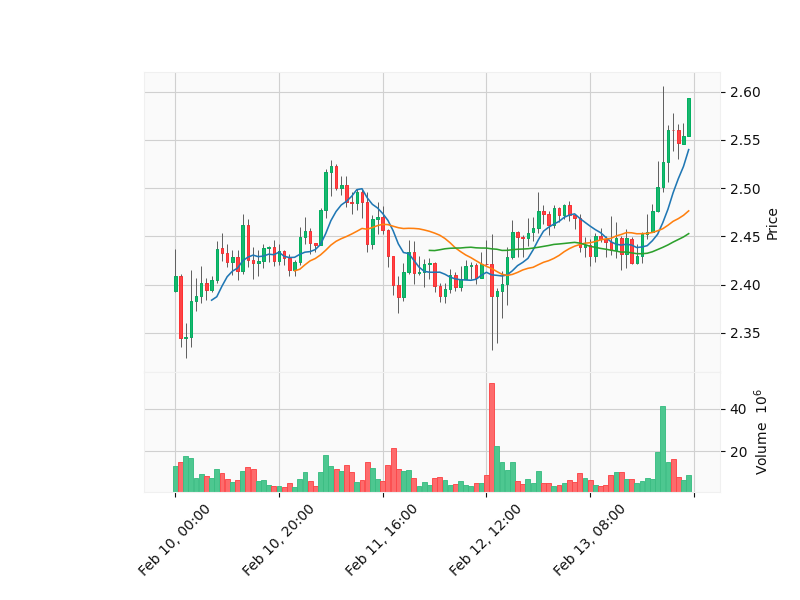 2.60
2.55
2.50
2.45
2.40
2.35
Price
40
20
Volume 10^6
Feb 10, 00:00
Feb 10, 20:00
Feb 11, 16:00
Feb 12, 12:00
Feb 13, 08:00